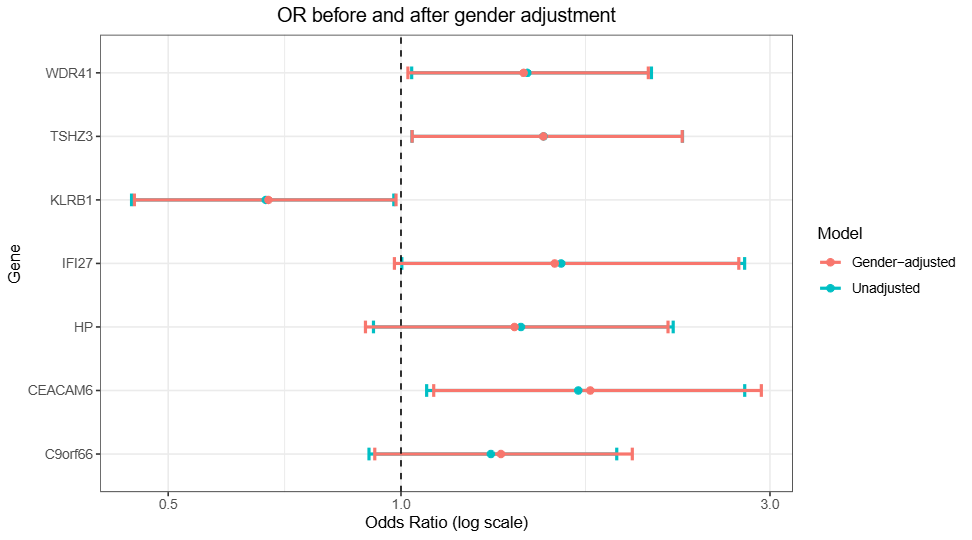 OR before and after gender adjustment
Gene
WDR41
TSHZ3
KLRB1
IFI27
HP
CEACAM6
C9orf66
0.5 1.0 3.0
Odds Ratio (log scale)
Model
Gender−adjusted
Unadjusted